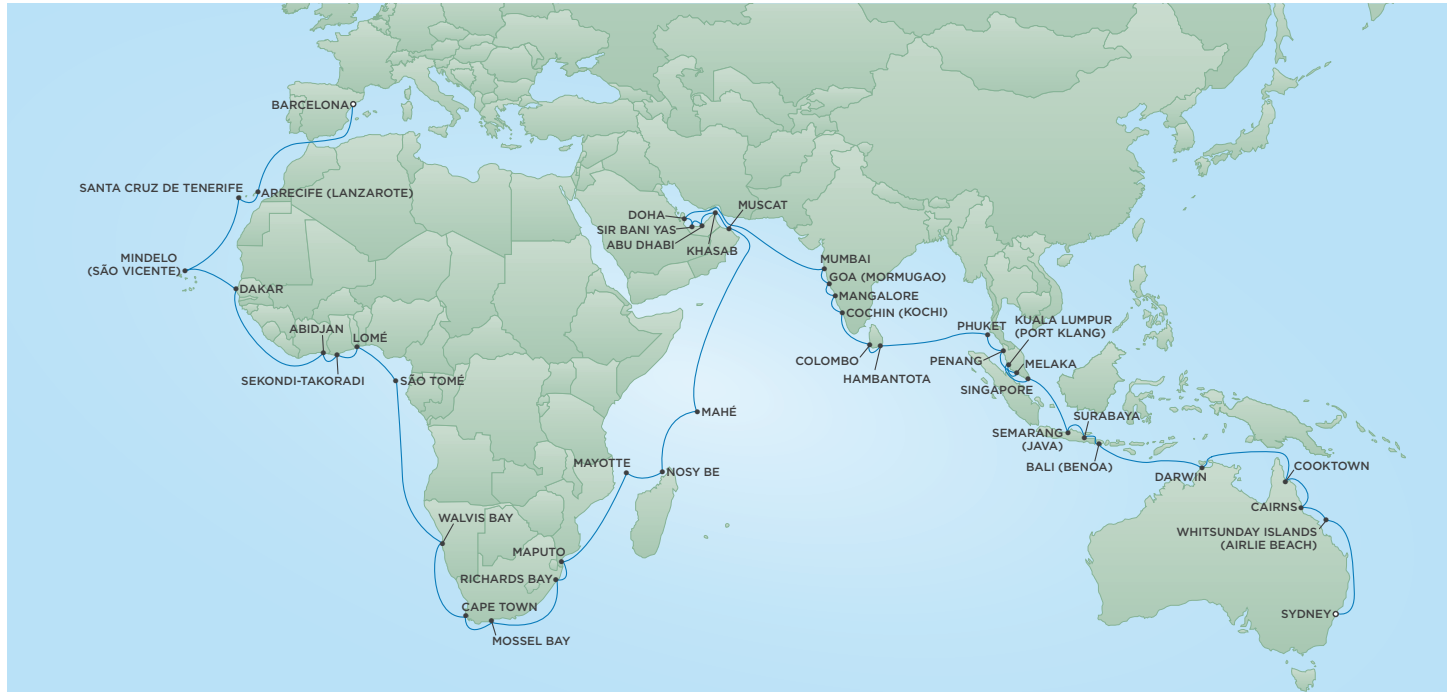 BARCELONA
SANTA CRUZ DE TENERIFE
ARRECIFE (LANZAROTE)
MINDELO
(SÃO VICENTE)
DAKAR
ABIDJAN
LOMÉ
SEKONDI-TAKORADI
SÃO TOMÉ
WALVIS BAY
CAPE TOWN
MOSSEL BAY
RICHARDS BAY
MAPUTO
MAYOTTE
NOSY BE
MAHÉ
MUSCAT
DOHA
SIR BANI YAS
ABU DHABI
KHASAB
MUMBAI
GOA (MORMUGAO)
MANGALORE
COCHIN (KOCHI)
COLOMBO
HAMBANTOTA
PHUKET
KUALA LUMPUR
(PORT KLANG)
PENANG
MELAKA
SINGAPORE
SURABAYA
SEMARANG
(JAVA)
BALI (BENOA)
DARWIN
COOKTOWN
CAIRNS
WHITSUNDAY ISLANDS
(AIRLIE BEACH)
SYDNEY